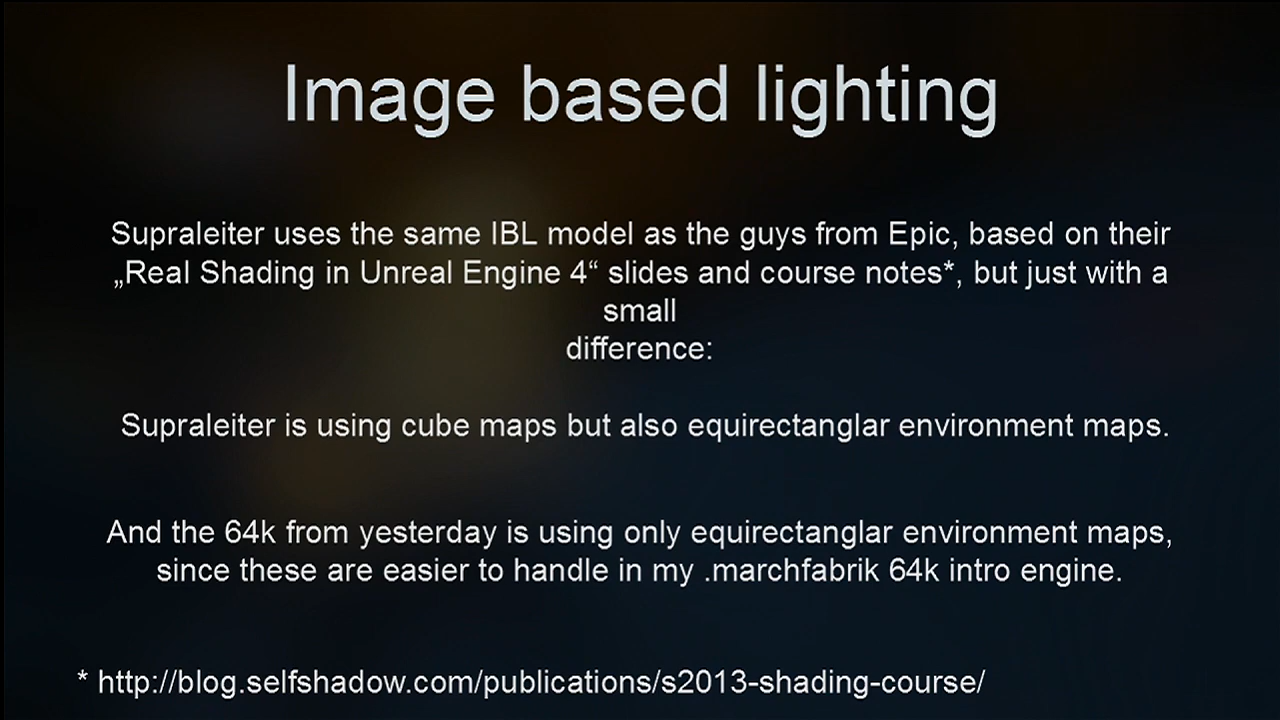 Image based lighting
Supraleiter uses the same IBL model as the guys from Epic, based on their
„Real Shading in Unreal Engine 4“ slides and course notes*, but just with a
small
difference:
Supraleiter is using cube maps but also equirectanglar environment maps.
And the 64k from yesterday is using only equirectanglar environment maps,
since these are easier to handle in my .marchfabrik 64k intro engine.
* http://blog.selfshadow.com/publications/s2013-shading-course/